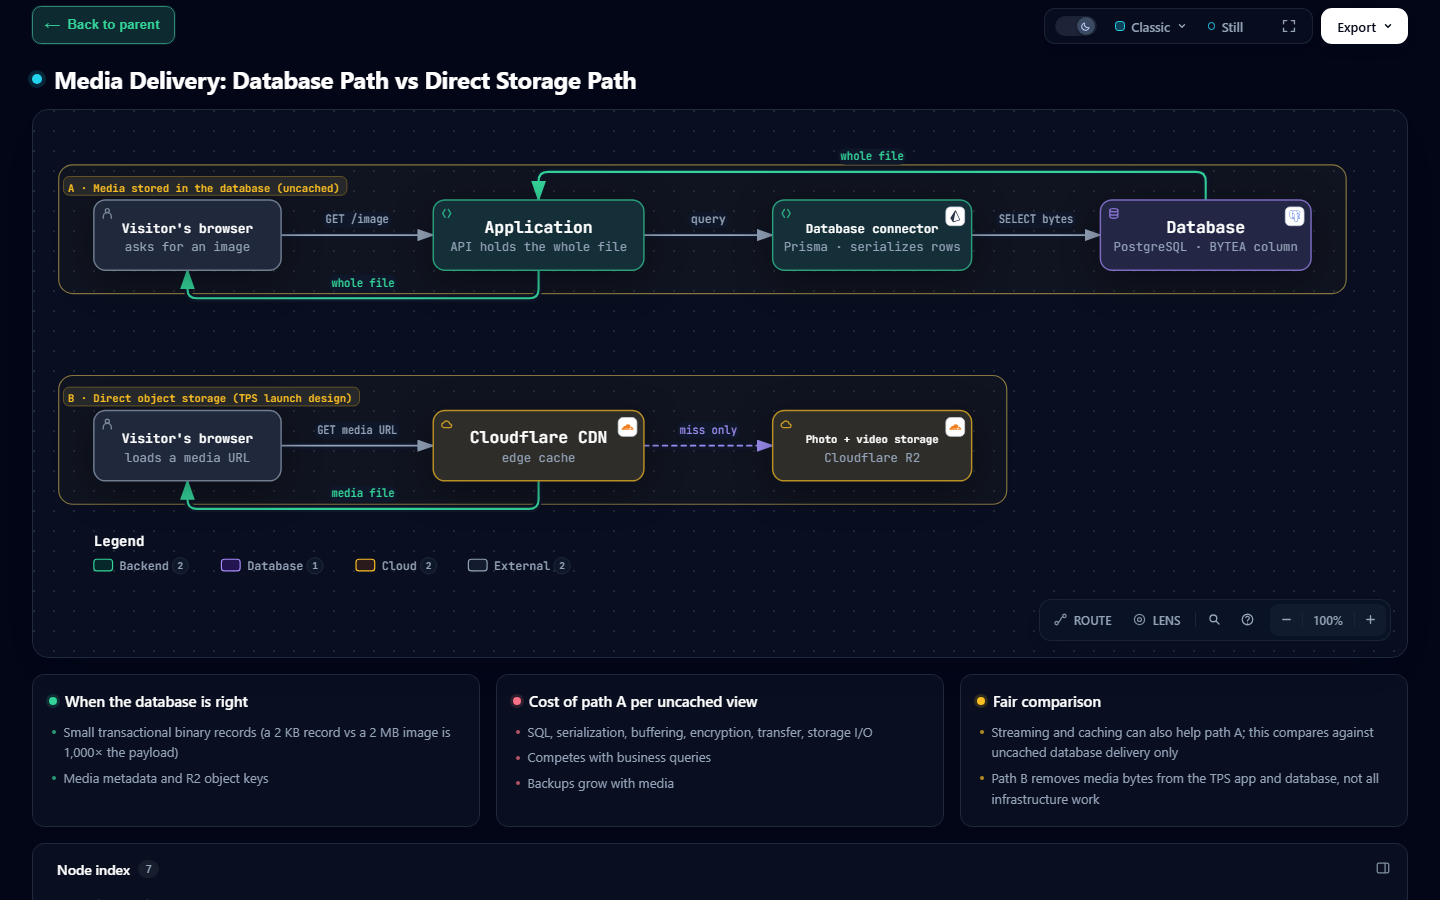 ← Back to parent
Classic
Still
Export
Media Delivery: Database Path vs Direct Storage Path
whole file
A · Media stored in the database (uncached)
Visitor's browser
asks for an image
GET /image
Application
API holds the whole file
query
Database connector
Prisma · serializes rows
SELECT bytes
Database
PostgreSQL · BYTEA column
whole file
B · Direct object storage (TPS launch design)
Visitor's browser
loads a media URL
GET media URL
Cloudflare CDN
edge cache
miss only
Photo + video storage
Cloudflare R2
media file
Legend
Backend 2
Database 1
Cloud 2
External 2
ROUTE
LENS
− 100% +
When the database is right
• Small transactional binary records (a 2 KB record vs a 2 MB image is
1,000× the payload)
• Media metadata and R2 object keys
Cost of path A per uncached view
• SQL, serialization, buffering, encryption, transfer, storage I/O
• Competes with business queries
• Backups grow with media
Fair comparison
• Streaming and caching can also help path A; this compares against
uncached database delivery only
• Path B removes media bytes from the TPS app and database, not all
infrastructure work
Node index 7